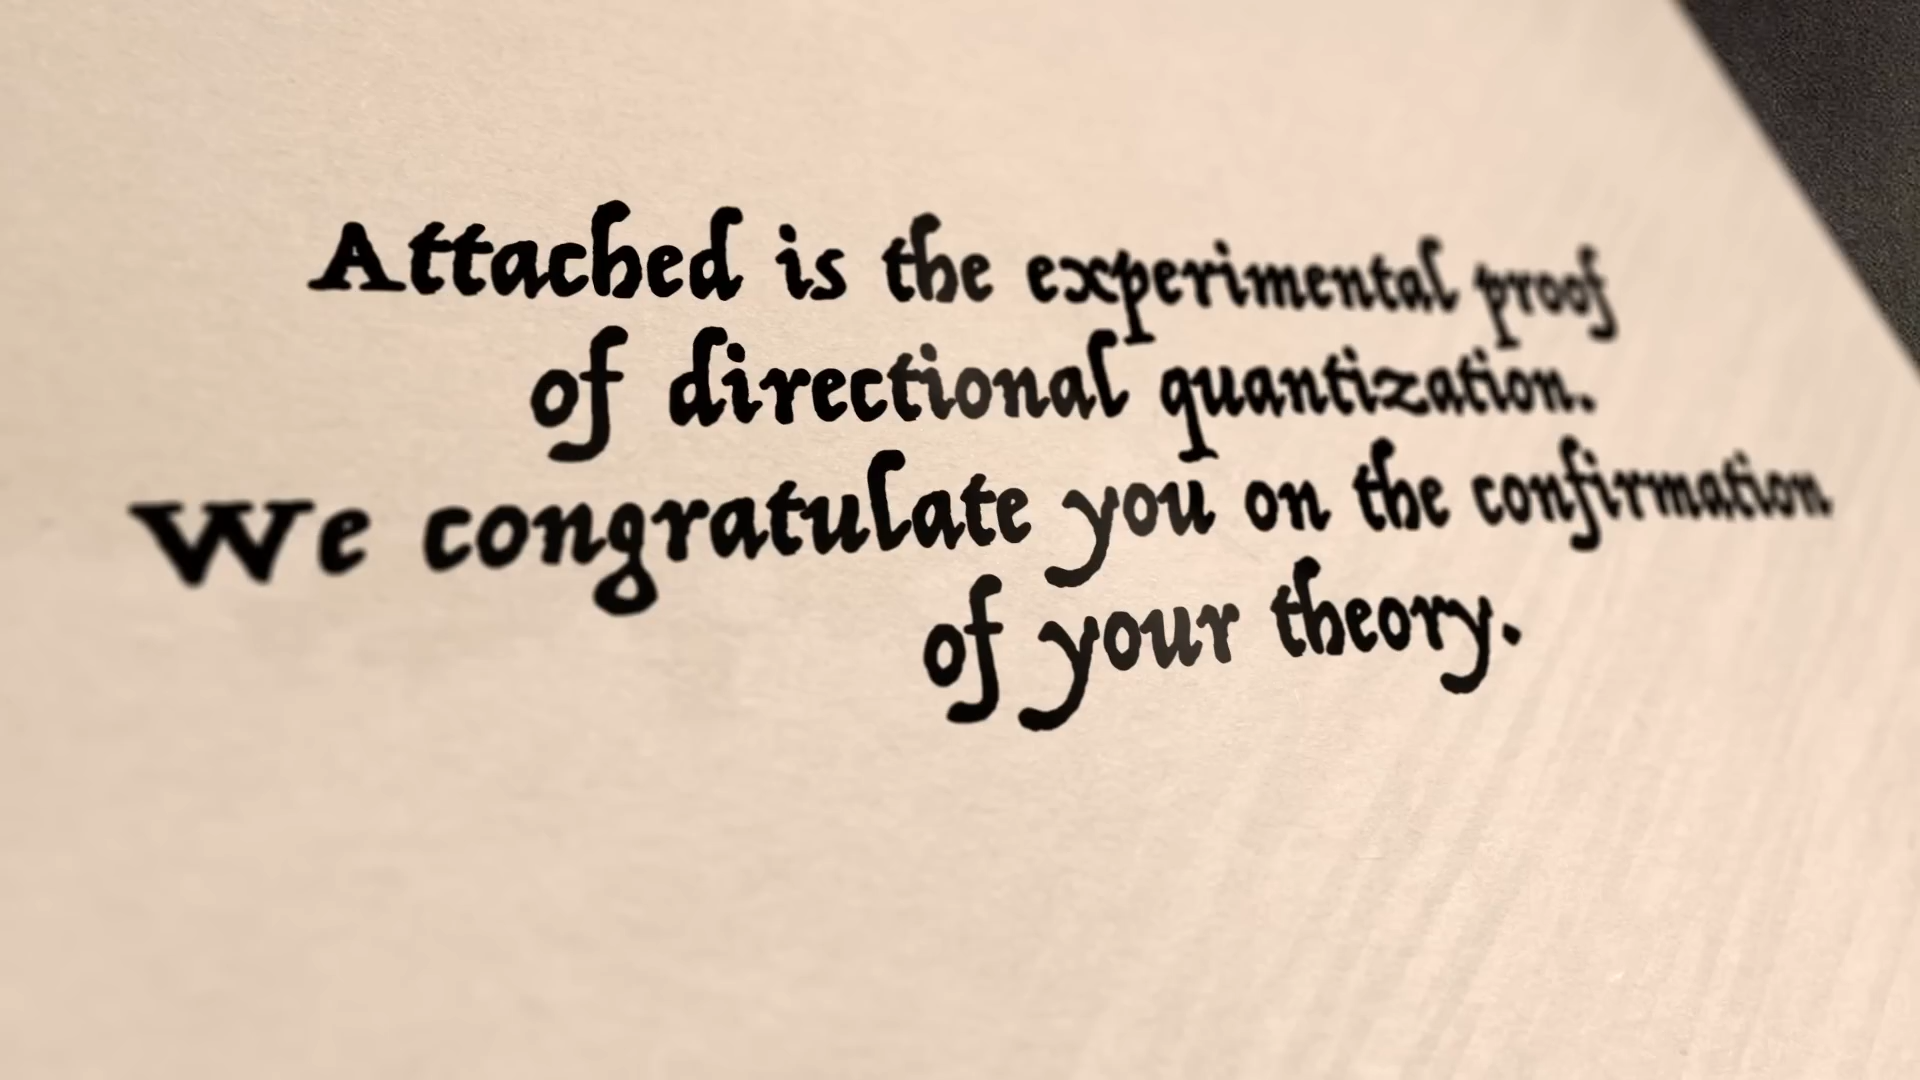 Attached is the experimental proof
of directional quantization.
We congratulate you on the confirmation
of your theory.